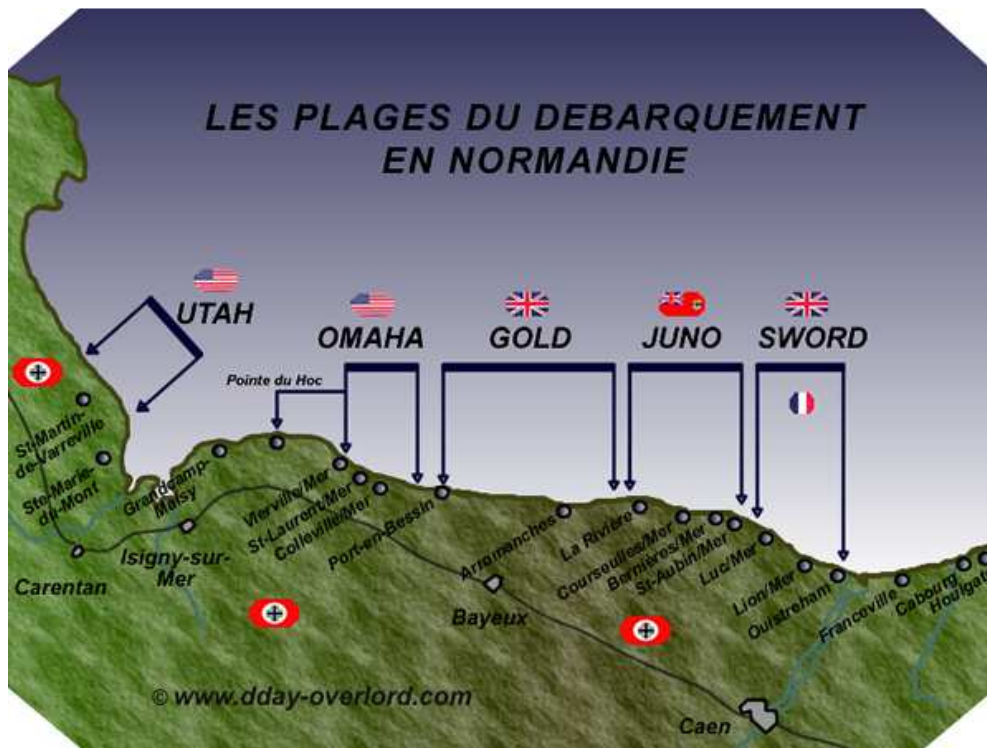 LES PLAGES DU DEBARQUEMENT
EN NORMANDIE
UTAH
OMAHA
GOLD
JUNO
SWORD
Pointe du Hoc
St-Martin-
de-Varreville
Ste-Marie-
du-Mont
Grandcamp-
Maisy
Vierville/Mer
St-Laurent/Mer
Colleville/Mer
Port-en-Bessin
Arromanches
La Rivière
Courseulles/Mer
Bernières/Mer
St-Aubin/Mer
Luc/Mer
Lion/Mer
Ouistreham
Franceville
Cabourg
Houlgate
Carentan
Isigny-sur-
Mer
Bayeux
Caen
© www.dday-overlord.com